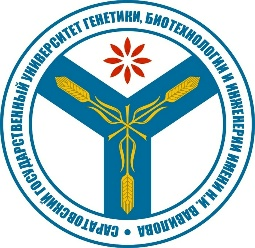 САРАТОВСКИЙ ГОСУДАРСТВЕННЫЙ УНИВЕРСИТЕТ ГЕНЕТИКИ, БИОТЕХНОЛОГИИ И ИНЖЕНЕРИИ ИМЕНИ Н.И. ВАВИЛОВА •